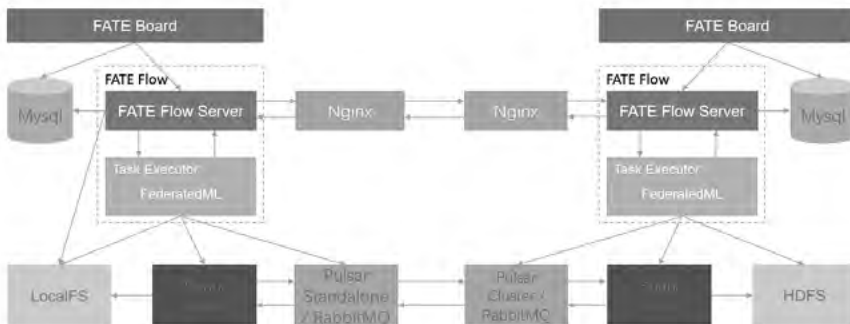 FATE Board
FATE Board
FATE Flow
FATE Flow
Mysql
FATE Flow Server
Nginx
Nginx
FATE Flow Server
Mysql
Task Executor
FederatedML
Task Executor
FederatedML
LocalFS
Pulsar
Standalone
/ RabbitMQ
Pulsar
Cluster /
RabbitMQ
HDFS